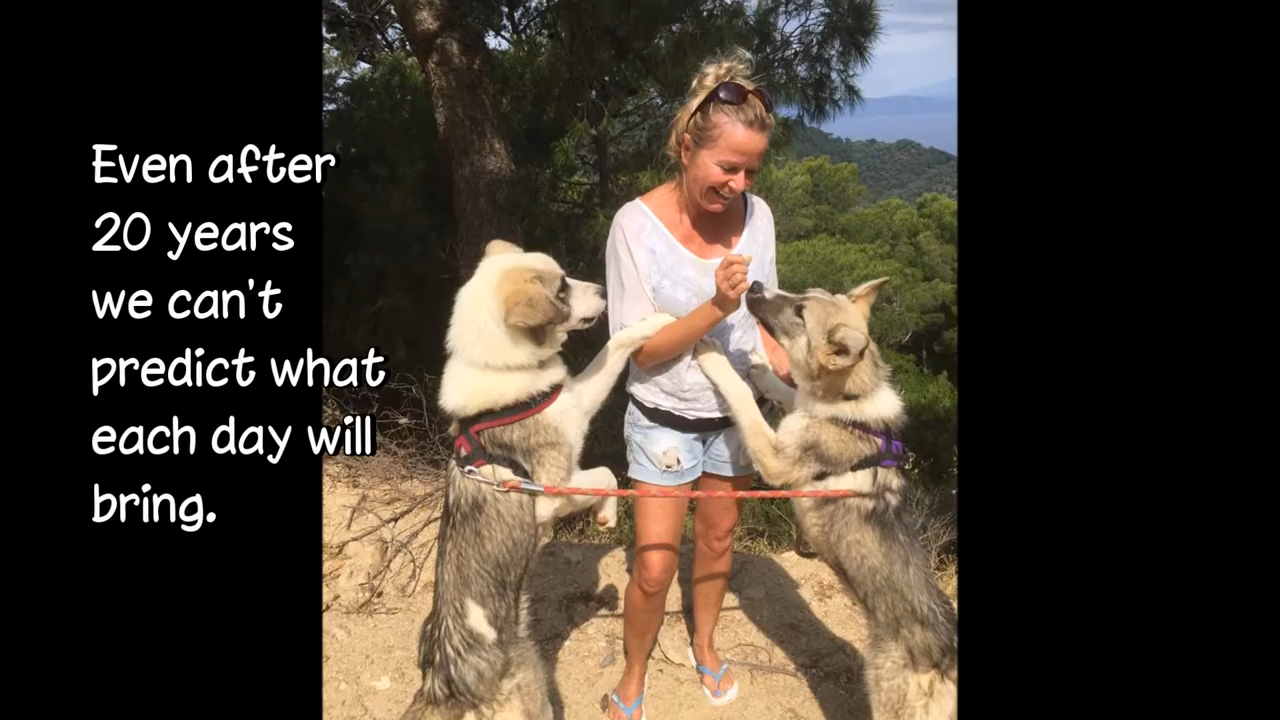 Even after
20 years
we can't
predict what
each day will
bring.